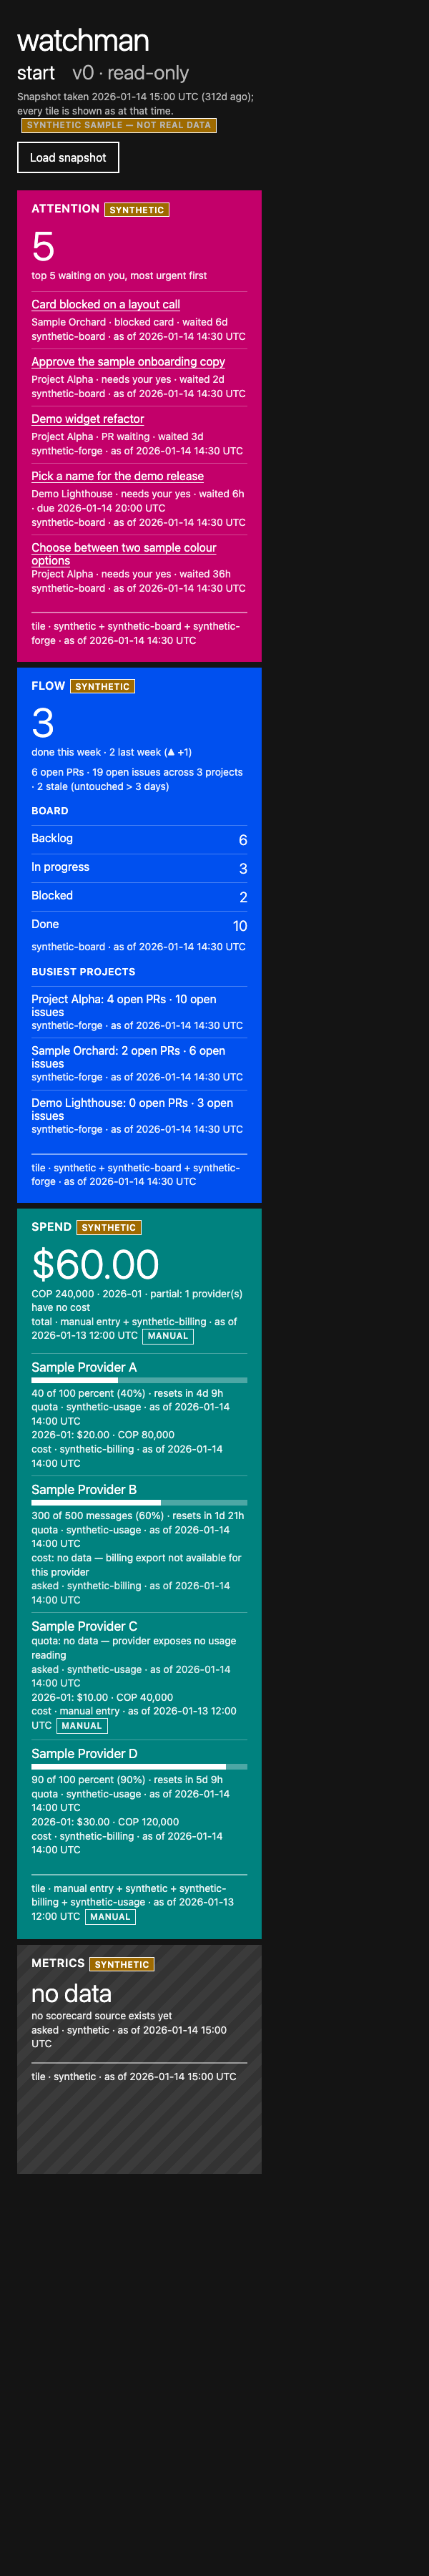 watchman
start v0 · read-only
Snapshot taken 2026-01-14 15:00 UTC (312d ago);
every tile is shown as at that time.
SYNTHETIC SAMPLE — NOT REAL DATA
Load snapshot
ATTENTION SYNTHETIC
5
top 5 waiting on you, most urgent first
Card blocked on a layout call
Sample Orchard · blocked card · waited 6d
synthetic-board · as of 2026-01-14 14:30 UTC
Approve the sample onboarding copy
Project Alpha · needs your yes · waited 2d
synthetic-board · as of 2026-01-14 14:30 UTC
Demo widget refactor
Project Alpha · PR waiting · waited 3d
synthetic-forge · as of 2026-01-14 14:30 UTC
Pick a name for the demo release
Demo Lighthouse · needs your yes · waited 6h
· due 2026-01-14 20:00 UTC
synthetic-board · as of 2026-01-14 14:30 UTC
Choose between two sample colour
options
Project Alpha · needs your yes · waited 36h
synthetic-board · as of 2026-01-14 14:30 UTC
tile · synthetic + synthetic-board + synthetic-
forge · as of 2026-01-14 14:30 UTC
FLOW SYNTHETIC
3
done this week · 2 last week (▲ +1)
6 open PRs · 19 open issues across 3 projects
· 2 stale (untouched > 3 days)
BOARD
Backlog 6
In progress 3
Blocked 2
Done 10
synthetic-board · as of 2026-01-14 14:30 UTC
BUSIEST PROJECTS
Project Alpha: 4 open PRs · 10 open
issues
synthetic-forge · as of 2026-01-14 14:30 UTC
Sample Orchard: 2 open PRs · 6 open
issues
synthetic-forge · as of 2026-01-14 14:30 UTC
Demo Lighthouse: 0 open PRs · 3 open
issues
synthetic-forge · as of 2026-01-14 14:30 UTC
tile · synthetic + synthetic-board + synthetic-
forge · as of 2026-01-14 14:30 UTC
SPEND SYNTHETIC
$60.00
COP 240,000 · 2026-01 · partial: 1 provider(s)
have no cost
total · manual entry + synthetic-billing · as of
2026-01-13 12:00 UTC MANUAL
Sample Provider A
40 of 100 percent (40%) · resets in 4d 9h
quota · synthetic-usage · as of 2026-01-14
14:00 UTC
2026-01: $20.00 · COP 80,000
cost · synthetic-billing · as of 2026-01-14
14:00 UTC
Sample Provider B
300 of 500 messages (60%) · resets in 1d 21h
quota · synthetic-usage · as of 2026-01-14
14:00 UTC
cost: no data — billing export not available for
this provider
asked · synthetic-billing · as of 2026-01-14
14:00 UTC
Sample Provider C
quota: no data — provider exposes no usage
reading
asked · synthetic-usage · as of 2026-01-14
14:00 UTC
2026-01: $10.00 · COP 40,000
cost · manual entry · as of 2026-01-13 12:00
UTC MANUAL
Sample Provider D
90 of 100 percent (90%) · resets in 5d 9h
quota · synthetic-usage · as of 2026-01-14
14:00 UTC
2026-01: $30.00 · COP 120,000
cost · synthetic-billing · as of 2026-01-14
14:00 UTC
tile · manual entry + synthetic + synthetic-
billing + synthetic-usage · as of 2026-01-13
12:00 UTC MANUAL
METRICS SYNTHETIC
no data
no scorecard source exists yet
asked · synthetic · as of 2026-01-14 15:00
UTC
tile · synthetic · as of 2026-01-14 15:00 UTC